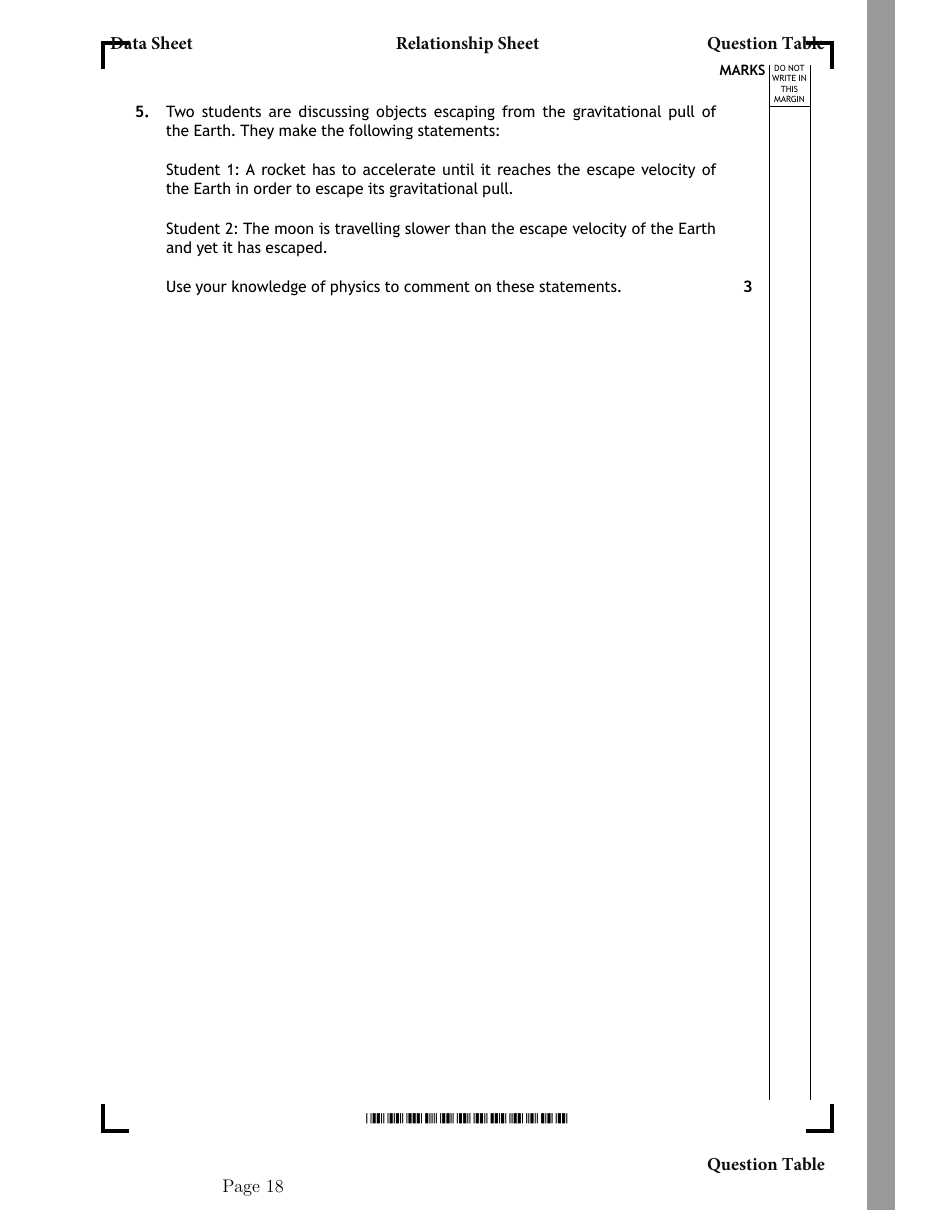 Data Sheet Relationship Sheet Question Table
MARKS
DO NOT
WRITE IN
THIS
MARGIN
5. Two students are discussing objects escaping from the gravitational pull of
the Earth. They make the following statements:
Student 1: A rocket has to accelerate until it reaches the escape velocity of
the Earth in order to escape its gravitational pull.
Student 2: The moon is travelling slower than the escape velocity of the Earth
and yet it has escaped.
Use your knowledge of physics to comment on these statements. 3
Question Table
Page 18